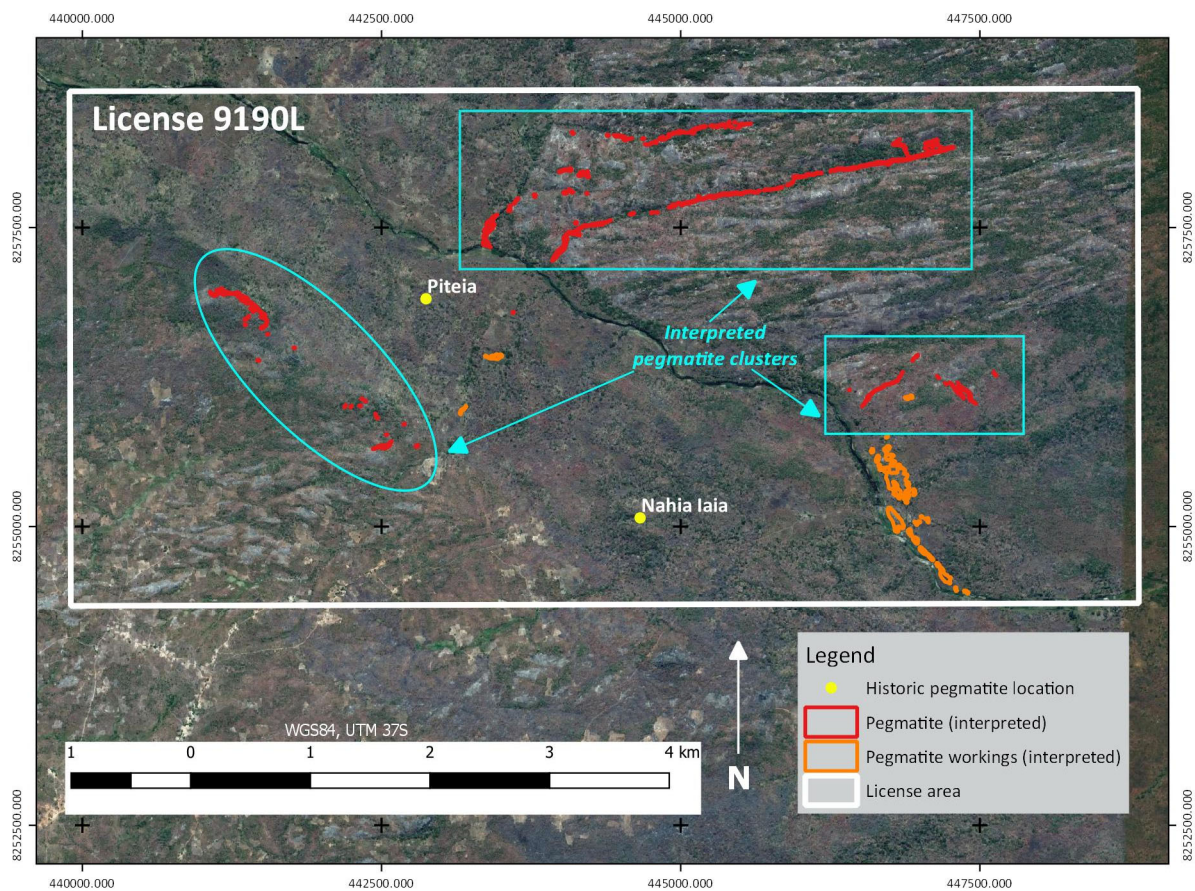 440000.000 442500.000 445000.000 447500.000
License 9190L
8257500.000
8257500.000
Piteia
Interpreted
pegmatite clusters
Nahia Iaia
8255000.000
8255000.000
Legend
Historic pegmatite location
Pegmatite (interpreted)
Pegmatite workings (interpreted)
License area
WGS84, UTM 37S
1 0 1 2 3 4 km
N
8252500.000
8252500.000
440000.000 442500.000 445000.000 447500.000